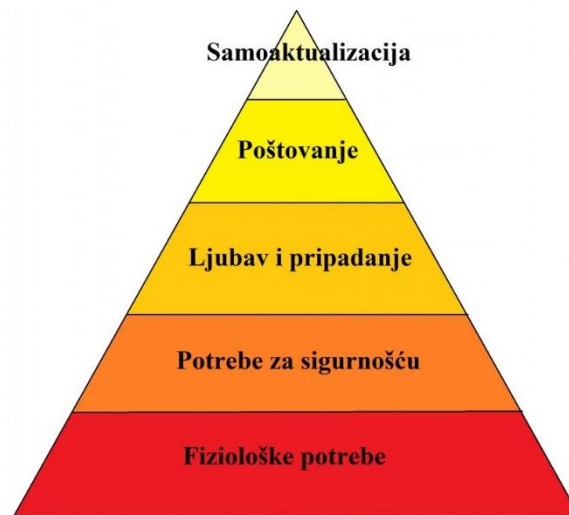 Samoaktualizacija
Poštovanje
Ljubav i pripadanje
Potrebe za sigurnošću
Fiziološke potrebe